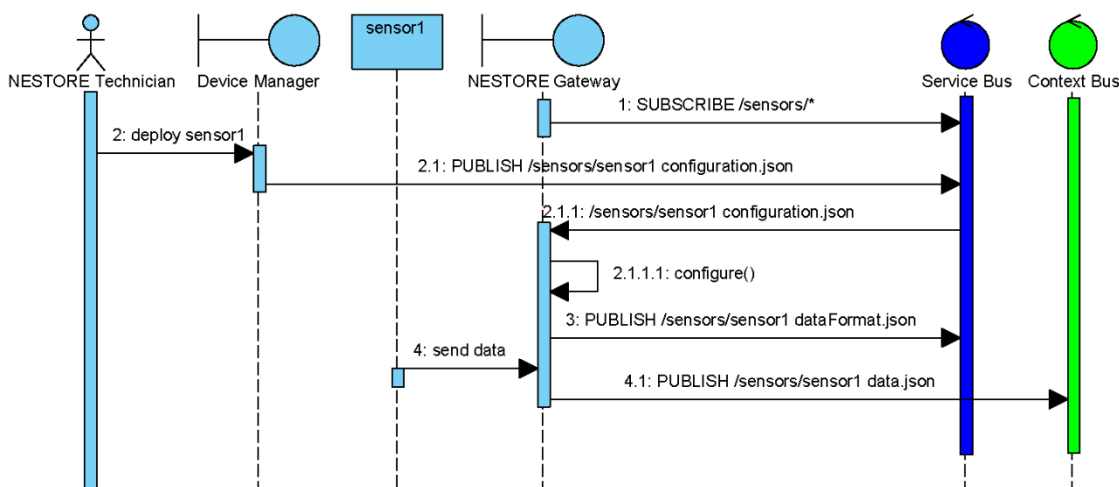 sensor1
NESTORE Technician
Device Manager
NESTORE Gateway
Service Bus
Context Bus
1: SUBSCRIBE /sensors/*
2: deploy sensor1
2.1: PUBLISH /sensors/sensor1 configuration.json
2.1.1: /sensors/sensor1 configuration.json
2.1.1.1: configure()
3: PUBLISH /sensors/sensor1 dataFormat.json
4: send data
4.1: PUBLISH /sensors/sensor1 data.json